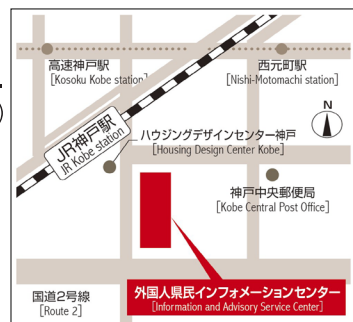 高速神戸駅
[Kosoku Kobe station]
西元町駅
[Nishi-Motomachi station]
N
JR神戸駅
JR Kobe station
ハウジングデザインセンター神戸
[Housing Design Center Kobe]
神戸中央郵便局
[Kobe Central Post Office]
外国人県民インフォメーションセンター
[Information and Advisory Service Center]
国道2号線
[Route 2]
)